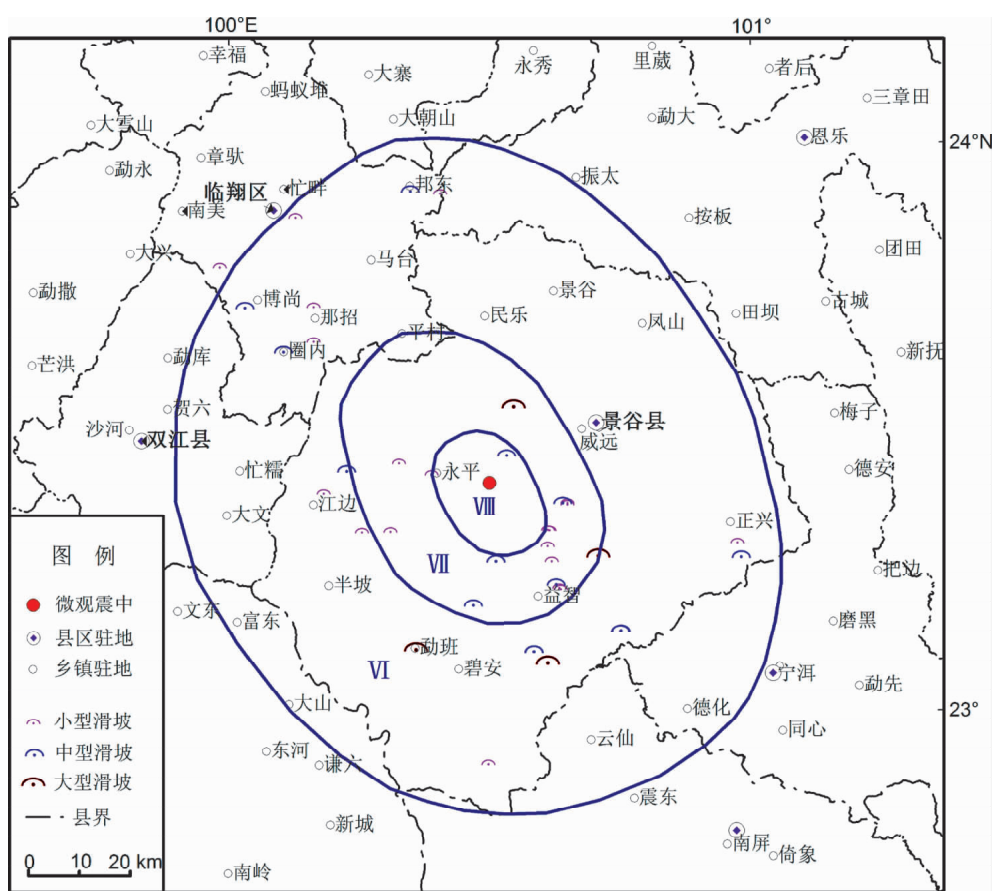 100°E
101°
幸福
大寨
永秀
里崴
者后
蚂蚁堆
三章田
大雪山
大朝山
勐大
恩乐
24°N
勐永
章驮
临翔区
忙畔
邦东
振太
南美
按板
大兴
马台
团田
勐撒
博尚
那招
景谷
古城
民乐
凤山
田坝
芒洪
勐库
圈内
平村
新抚
贺六
沙河
双江县
景谷县
威远
梅子
忙糯
永平
德安
大文
江边
VIII
正兴
VII
半坡
益智
把边
文东
富东
磨黑
勐班
VI
碧安
宁洱
勐先
大山
德化
23°
东河
谦六
云仙
同心
震东
新城
南屏
倚象
南岭
图 例
微观震中
县区驻地
乡镇驻地
小型滑坡
中型滑坡
大型滑坡
县界
0 10 20 km